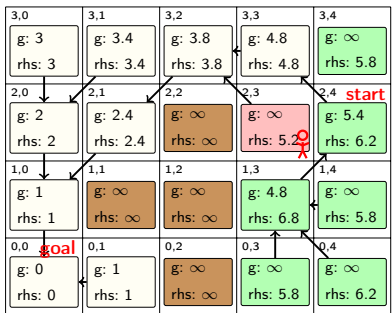 3,0 3,1 3,2 3,3 3,4
g: 3 g: 3.4 g: 3.8 g: 4.8 g: ∞
rhs: 3 rhs: 3.4 rhs: 3.8 rhs: 4.8 rhs: 5.8
2,0 2,1 2,2 2,3 2,4 start
g: 2 g: 2.4 g: ∞ g: ∞ g: 5.4
rhs: 2 rhs: 2.4 rhs: ∞ rhs: 5.2 rhs: 6.2
1,0 1,1 1,2 1,3 1,4
g: 1 g: ∞ g: ∞ g: 4.8 g: ∞
rhs: 1 rhs: ∞ rhs: ∞ rhs: 6.8 rhs: 5.8
0,0 goal 0,1 0,2 0,3 0,4
g: 0 g: 1 g: ∞ g: ∞ g: ∞
rhs: 0 rhs: 1 rhs: ∞ rhs: 5.8 rhs: 6.2